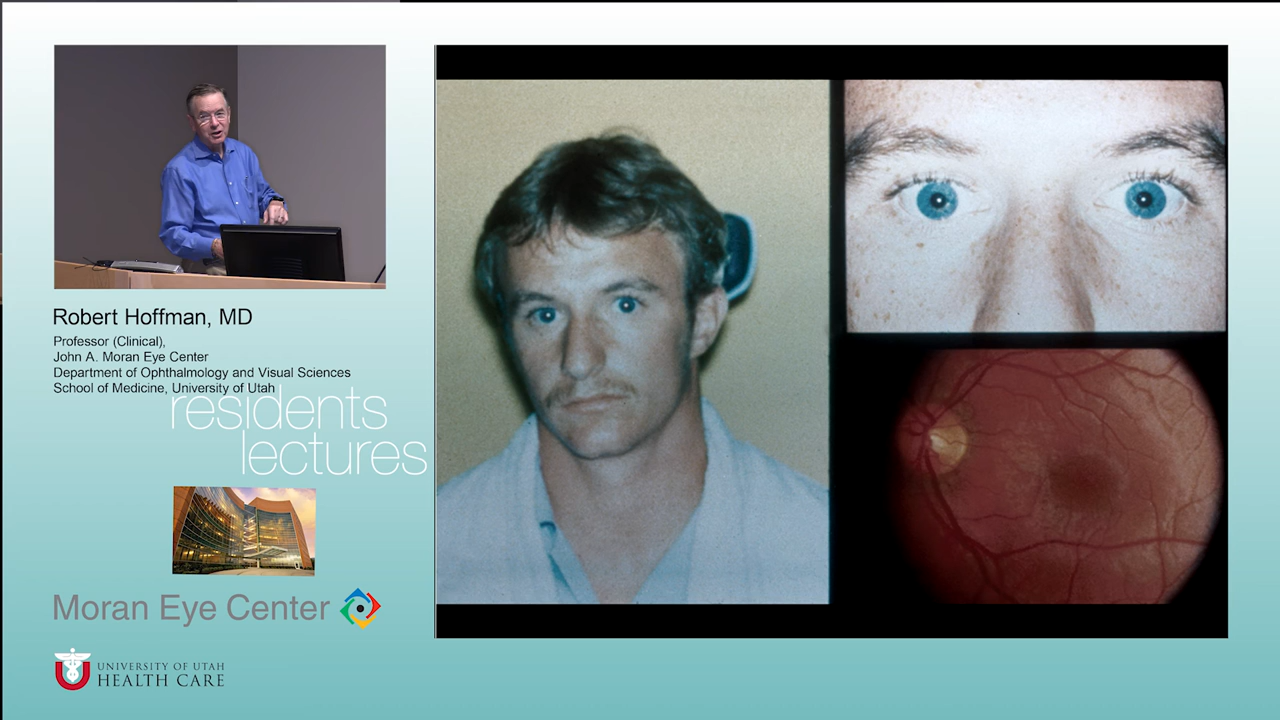 Robert Hoffman, MD
Professor (Clinical),
John A. Moran Eye Center
Department of Ophthalmology and Visual Sciences
School of Medicine, University of Utah
residents
lectures
Moran Eye Center
UNIVERSITY OF UTAH
HEALTH CARE